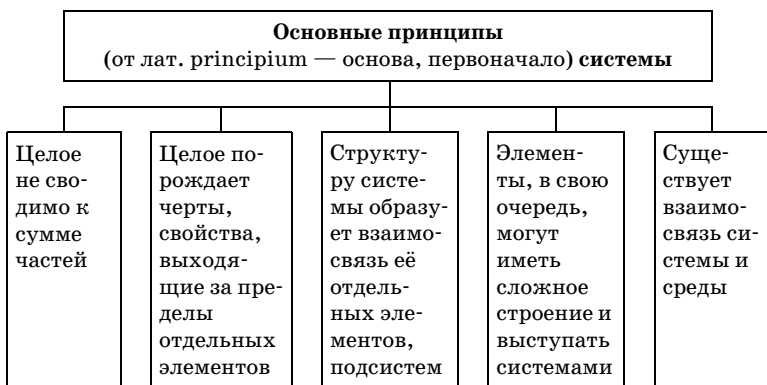 Основные принципы
(от лат. principium — основа, первоначало) системы
Целое
не сво-
димо к
сумме
частей
Целое по-
рождает
черты,
свойства,
выходя-
щие за пре-
делы
отдельных
элементов
Структу-
ру систе-
мы образу-
ет взаимо-
связь её
отдель-
ных эле-
ментов,
подсистем
Элемен-
ты, в свою
очередь,
могут
иметь
сложное
строение и
выступать
системами
Суще-
ствует
взаимо-
связь си-
стемы и
среды